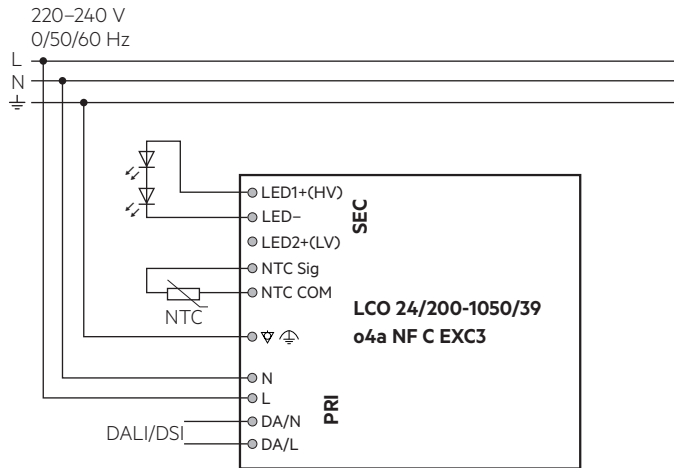 220–240 V
0/50/60 Hz
L
N
LED1+(HV)
LED–
LED2+(LV)
SEC
NTC Sig
NTC COM
NTC
LCO 24/200-1050/39
o4a NF C EXC3
N
L
PRI
DA/N
DALI/DSI
DA/L